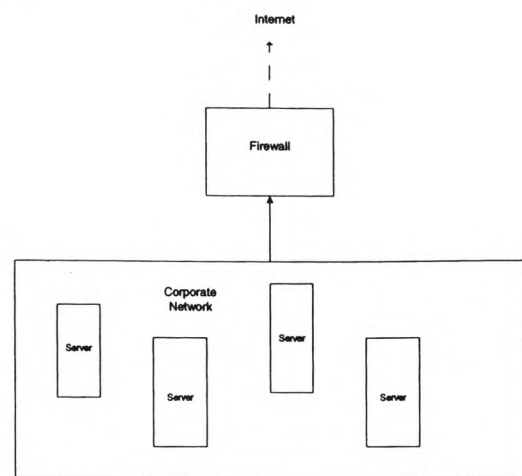 Internet
Firewall
Corporate
Network
Server
Server
Server
Server